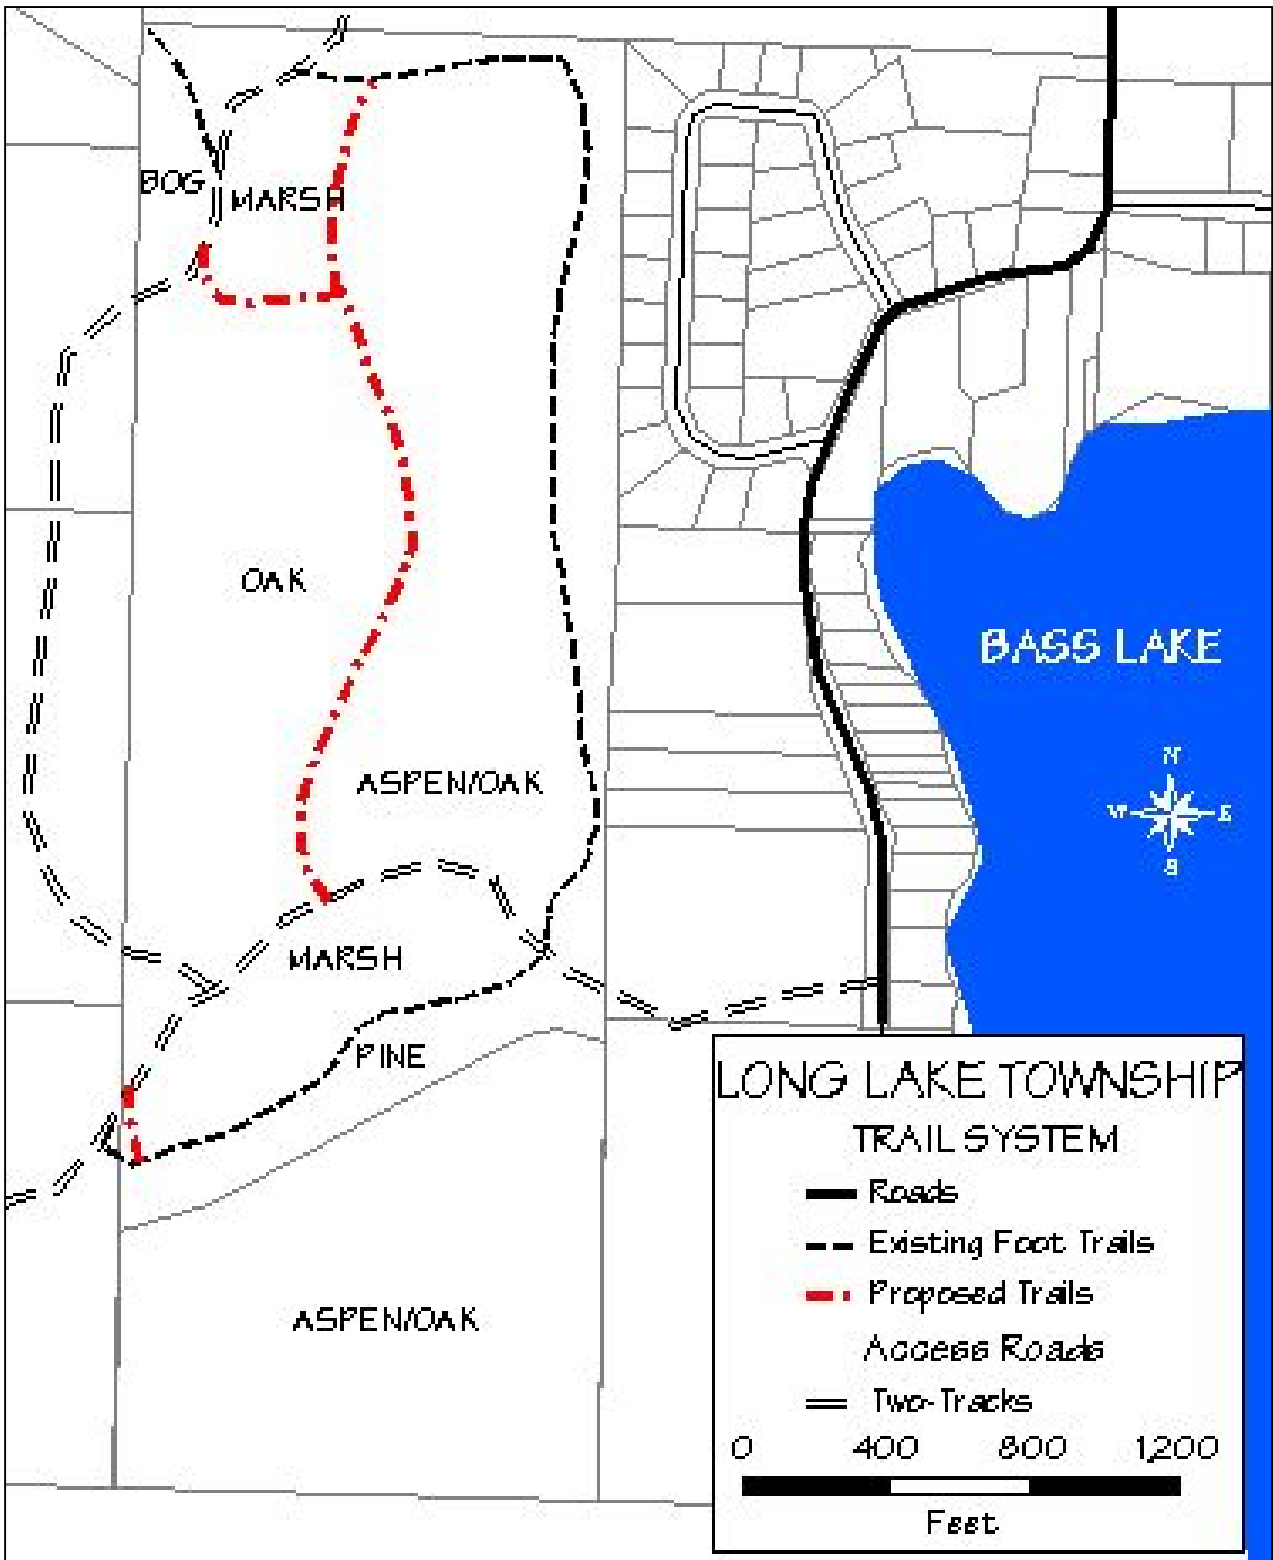 BOG
MARSH
OAK
BASS LAKE
N
W E
S
ASPEN/OAK
MARSH
PINE
ASPEN/OAK
LONG LAKE TOWNSHIP
TRAIL SYSTEM
Roads
Existing Foot Trails
Proposed Trails
Access Roads
Two-Tracks
0 400 800 1,200
Feet